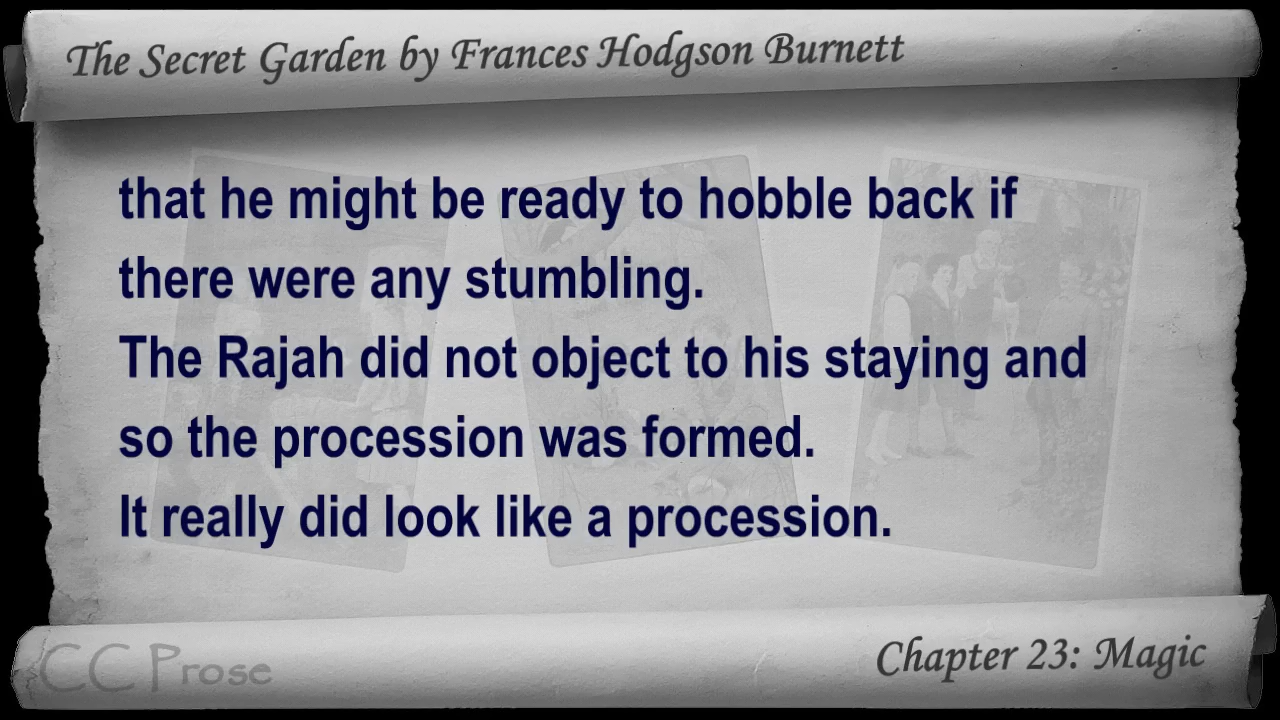 The Secret Garden by Frances Hodgson Burnett
that he might be ready to hobble back if
there were any stumbling.
The Rajah did not object to his staying and
so the procession was formed.
It really did look like a procession.
CC Prose
Chapter 23: Magic